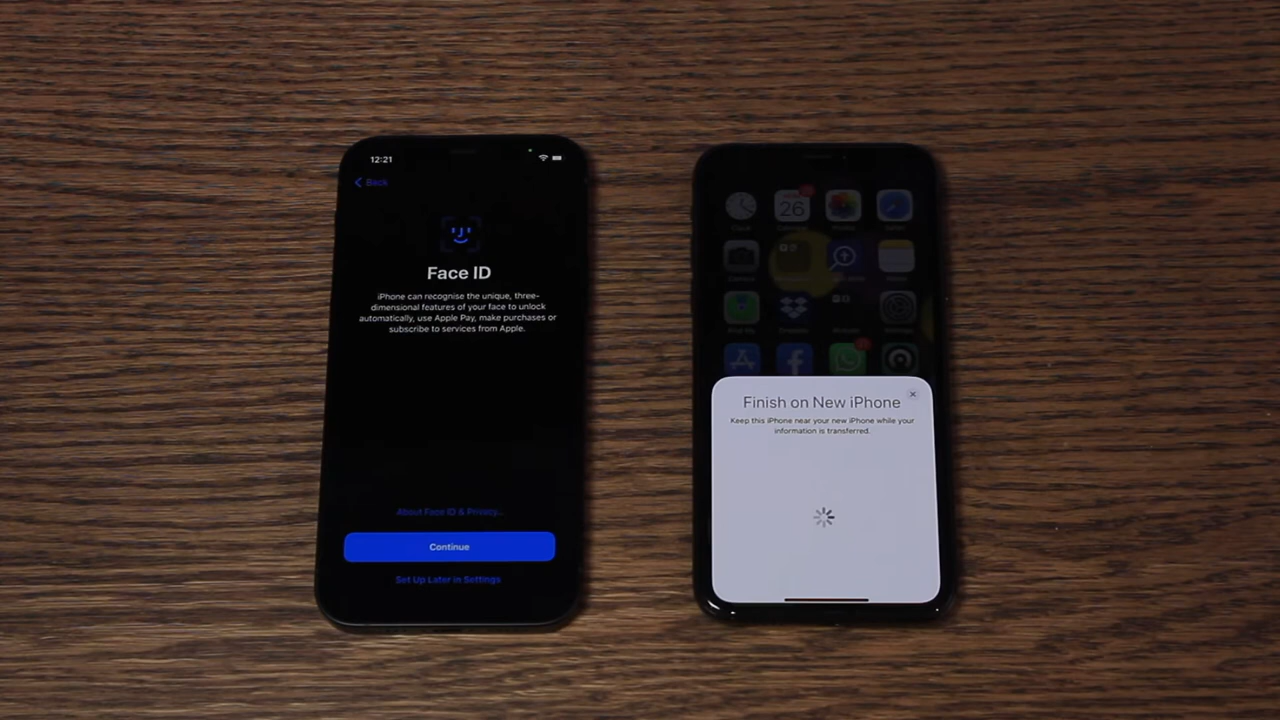 12:21
Back
Face ID
iPhone can recognise the unique, three-
dimensional features of your face to unlock
automatically, use Apple Pay, make purchases or
subscribe to services from Apple.
About Face ID & Privacy...
Continue
Set Up Later in Settings
26
Finish on New iPhone
Keep this iPhone near your new iPhone while your
information is transferred.